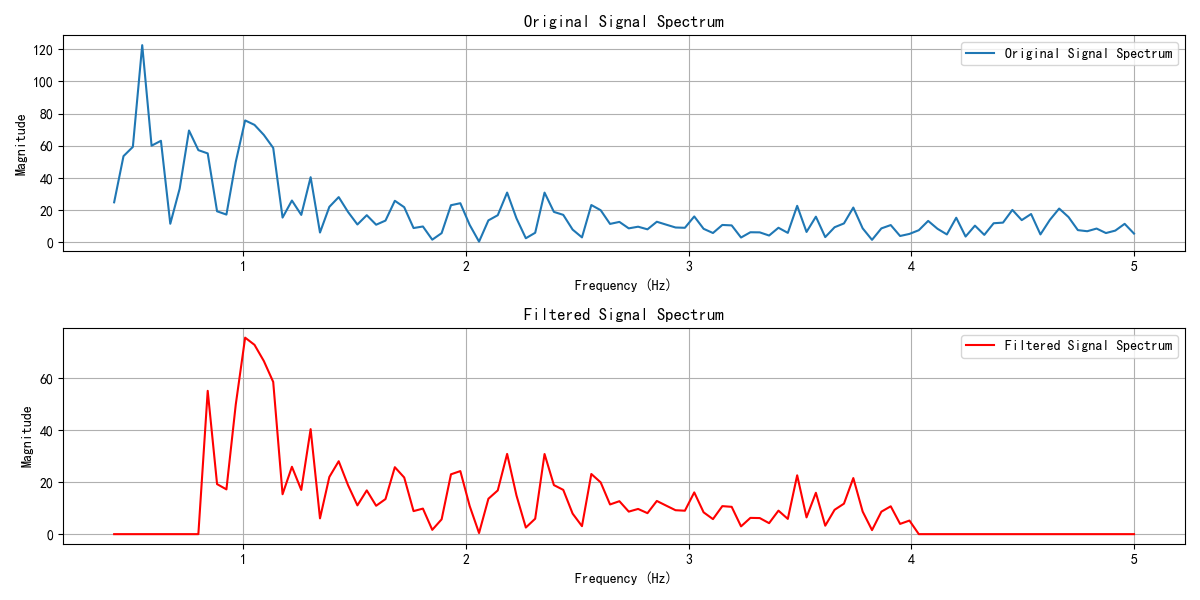 Original Signal Spectrum
Original Signal Spectrum
Magnitude
120
100
80
60
40
20
0
1 2 3 4 5
Frequency (Hz)
Filtered Signal Spectrum
Filtered Signal Spectrum
Magnitude
60
40
20
0
1 2 3 4 5
Frequency (Hz)